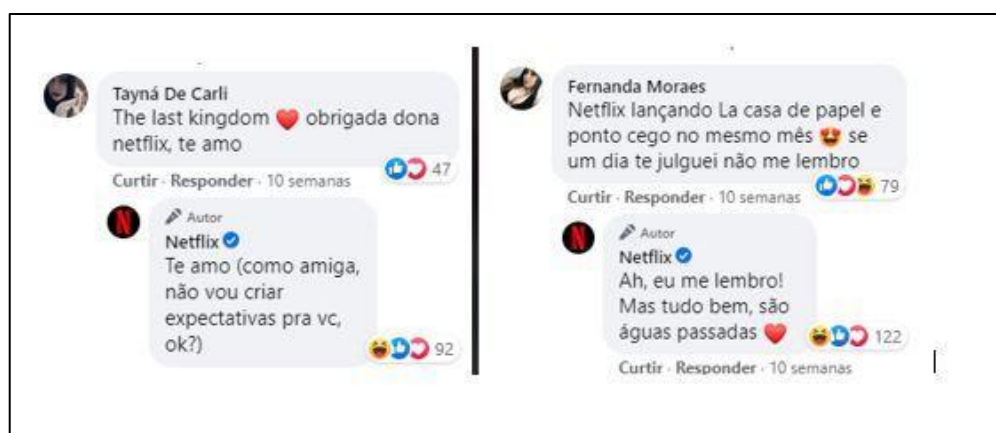 Tayná De Carli
The last kingdom ❤️ obrigada dona
netflix, te amo
47
Curtir · Responder · 10 semanas
N
Autor
Netflix
Te amo (como amiga,
não vou criar
expectativas pra vc,
ok?)
92
Fernanda Moraes
Netflix lançando La casa de papel e
ponto cego no mesmo mês 😍 se
um dia te julguei não me lembro
79
Curtir · Responder · 10 semanas
N
Autor
Netflix
Ah, eu me lembro!
Mas tudo bem, são
águas passadas ❤️
122
Curtir · Responder · 10 semanas